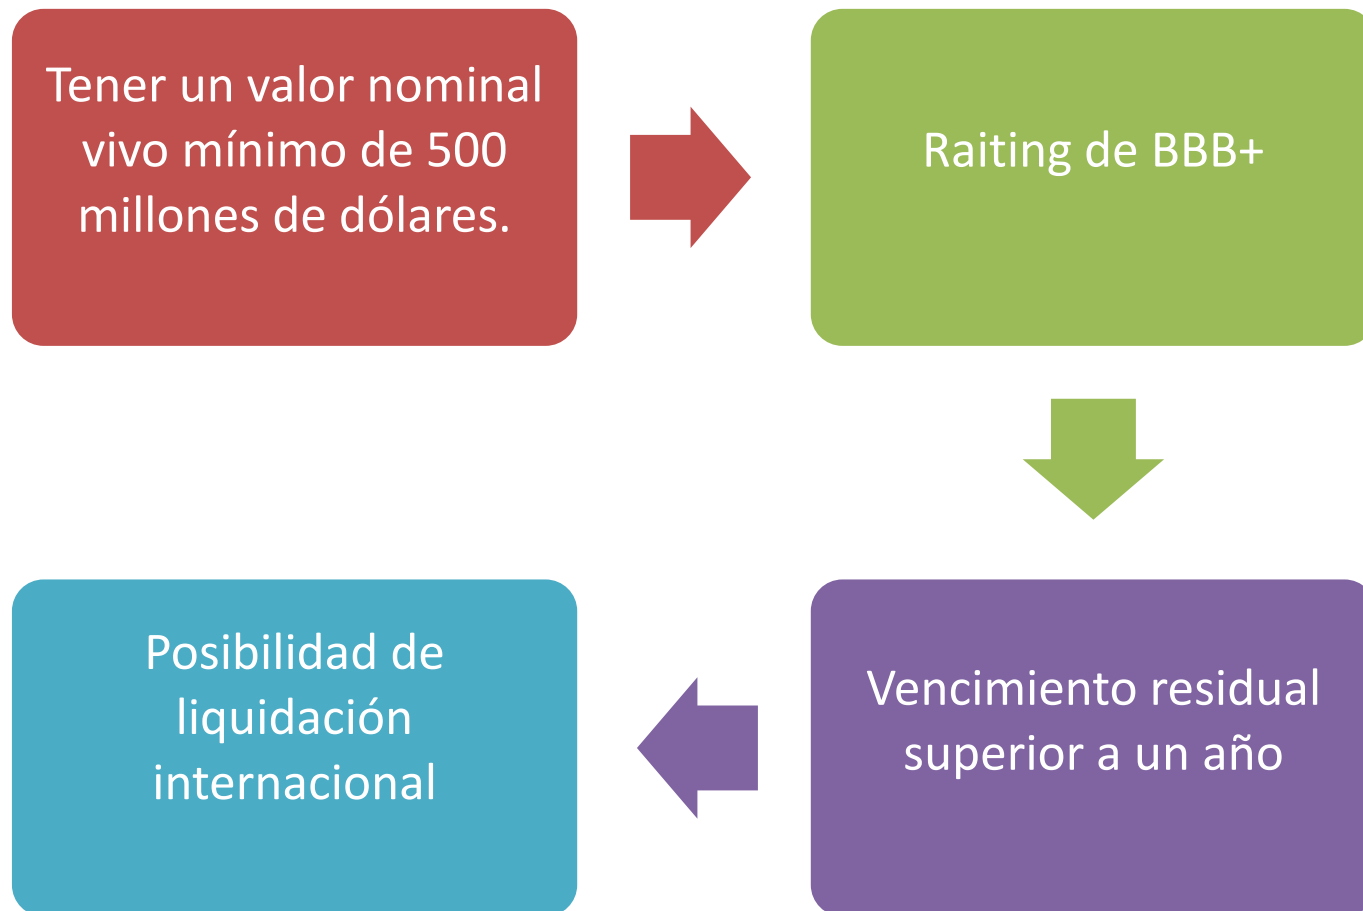 Tener un valor nominal
vivo mínimo de 500
millones de dólares.
Raiting de BBB+
Vencimiento residual
superior a un año
Posibilidad de
liquidación
internacional